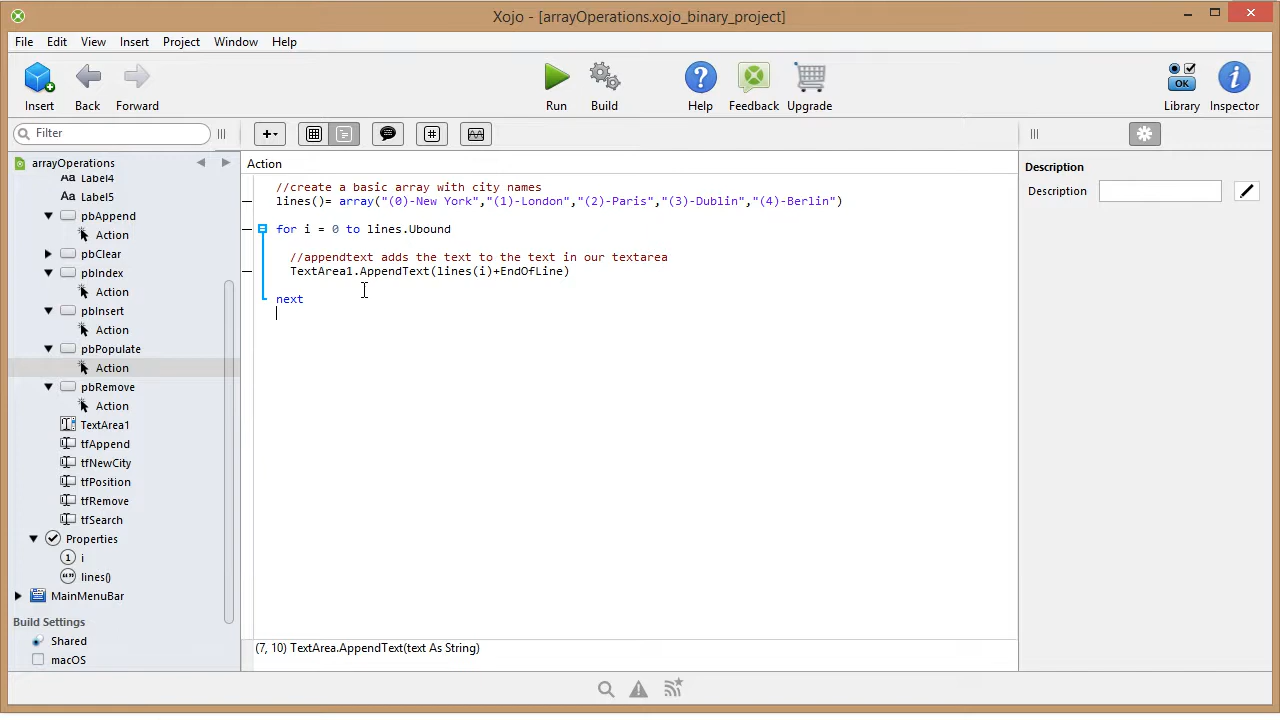 Xojo - [arrayOperations.xojo_binary_project]
File Edit View Insert Project Window Help
Insert Back Forward Run Build Help Feedback Upgrade OK Library Inspector
Filter
arrayOperations
Label4
Label5
pbAppend
Action
pbClear
pbIndex
Action
pbInsert
Action
pbPopulate
Action
pbRemove
Action
TextArea1
tfAppend
tfNewCity
tfPosition
tfRemove
tfSearch
Properties
i
lines()
MainMenuBar
Build Settings
Shared
macOS
Action
//create a basic array with city names
lines()= array("(0)-New York","(1)-London","(2)-Paris","(3)-Dublin","(4)-Berlin")
for i = 0 to lines.Ubound
//appendtext adds the text to the text in our textarea
TextArea1.AppendText(lines(i)+EndOfLine)
next
(7, 10) TextArea.AppendText(text As String)
Description
Description